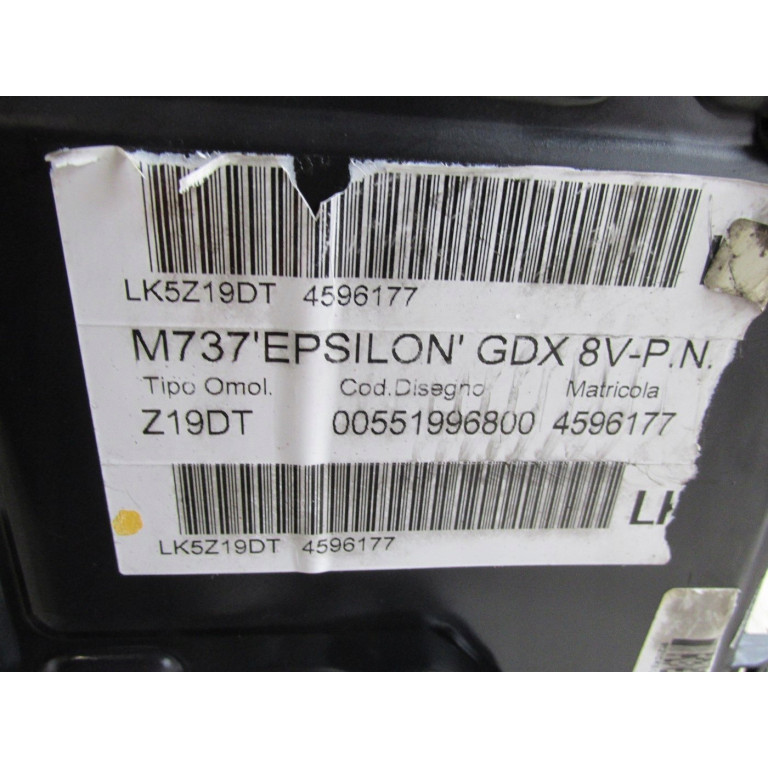 LK5Z19DT 4596177
M737'EPSILON' GDX 8V-P.N.
Tipo Omol. Cod.Disegno Matricola
Z19DT 00551996800 4596177
LK
LK5Z19DT 4596177